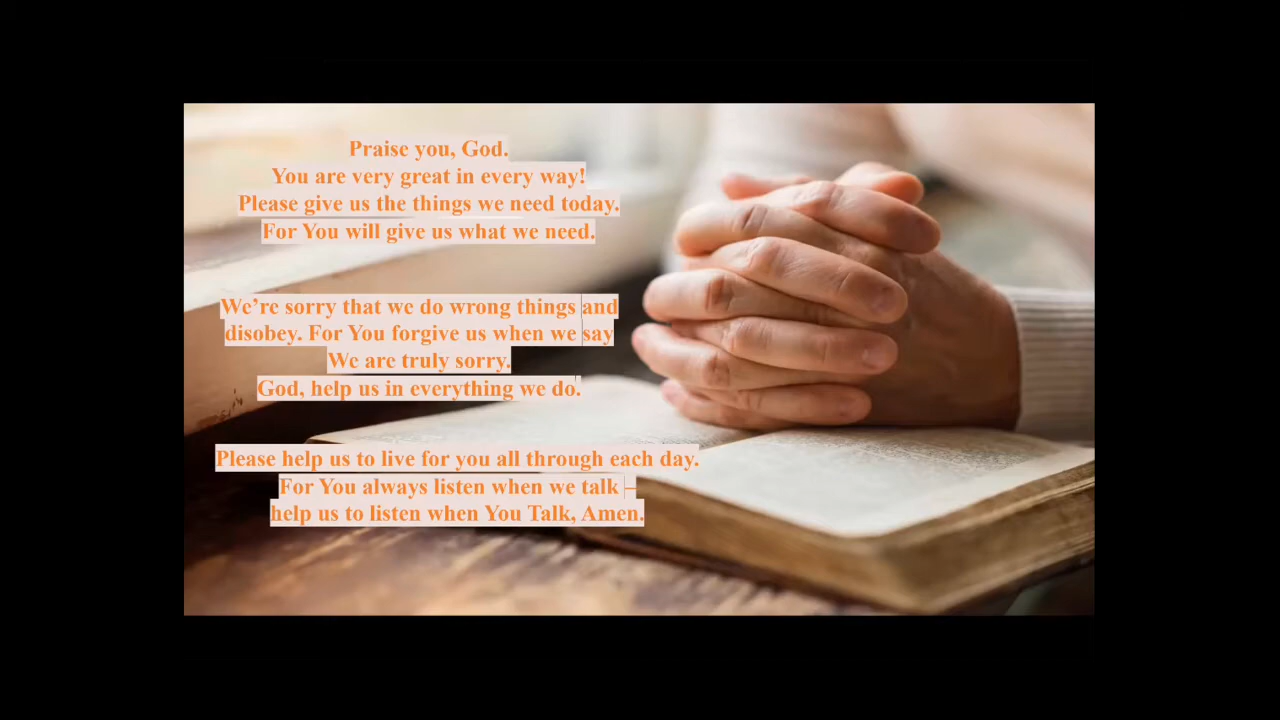 Praise you, God.
You are very great in every way!
Please give us the things we need today.
For You will give us what we need.
We’re sorry that we do wrong things and
disobey. For You forgive us when we say
We are truly sorry.
God, help us in everything we do.
Please help us to live for you all through each day.
For You always listen when we talk –
help us to listen when You Talk, Amen.